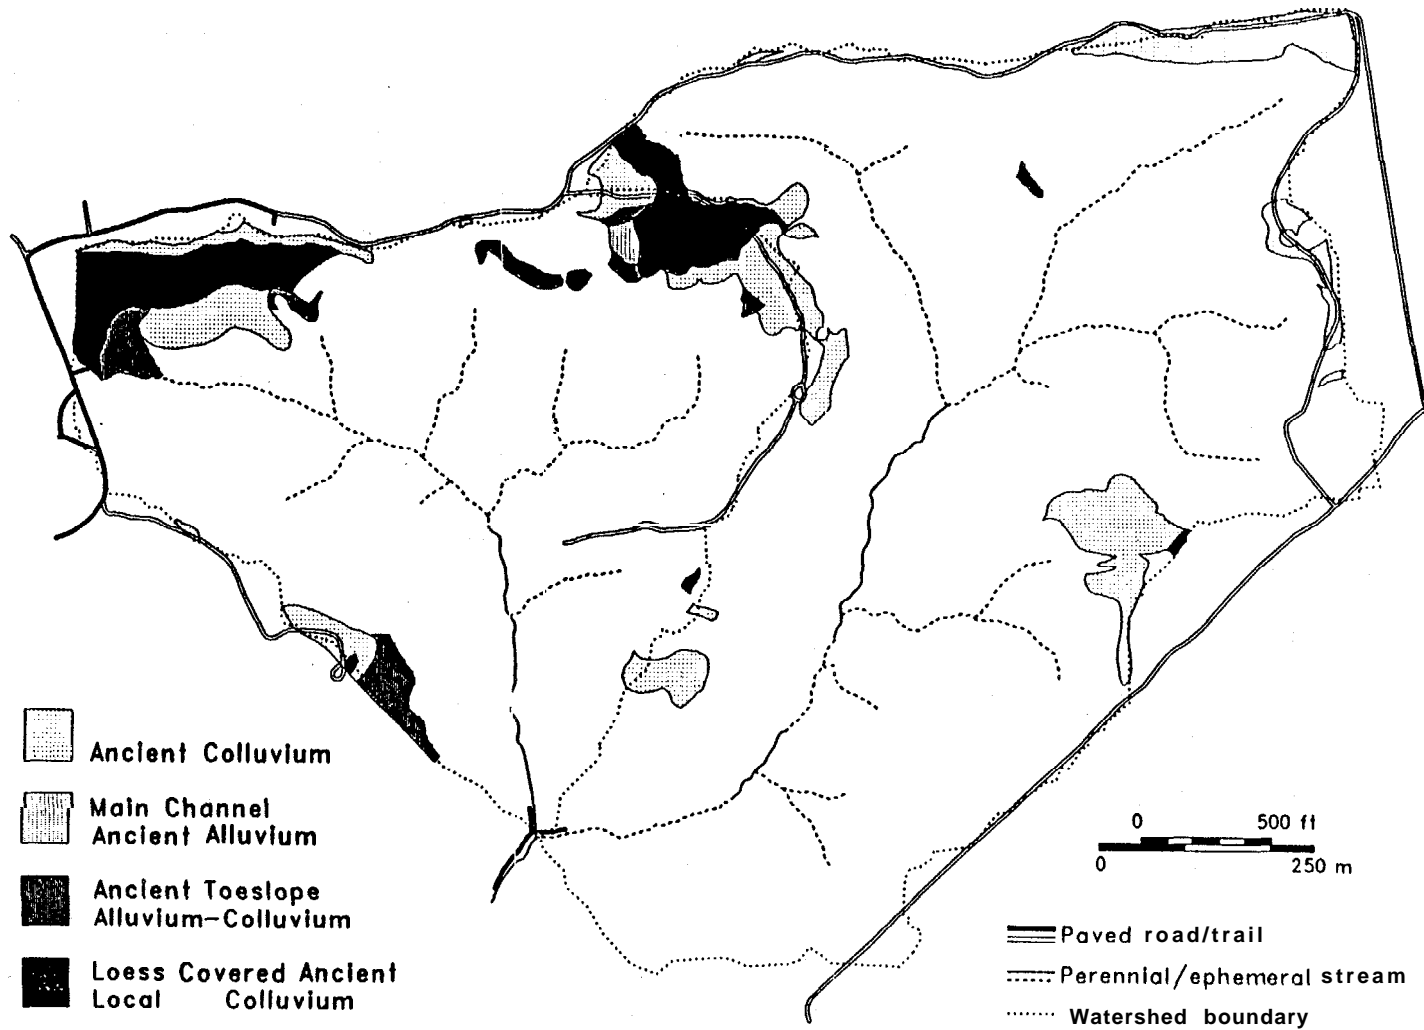 Ancient Colluvium
Main Channel
Ancient Alluvium
Ancient Toeslope
Alluvium-Colluvium
Loess Covered Ancient
Local Colluvium
0 500 ft
0 250 m
Paved road/trail
Perennial/ephemeral stream
Watershed boundary